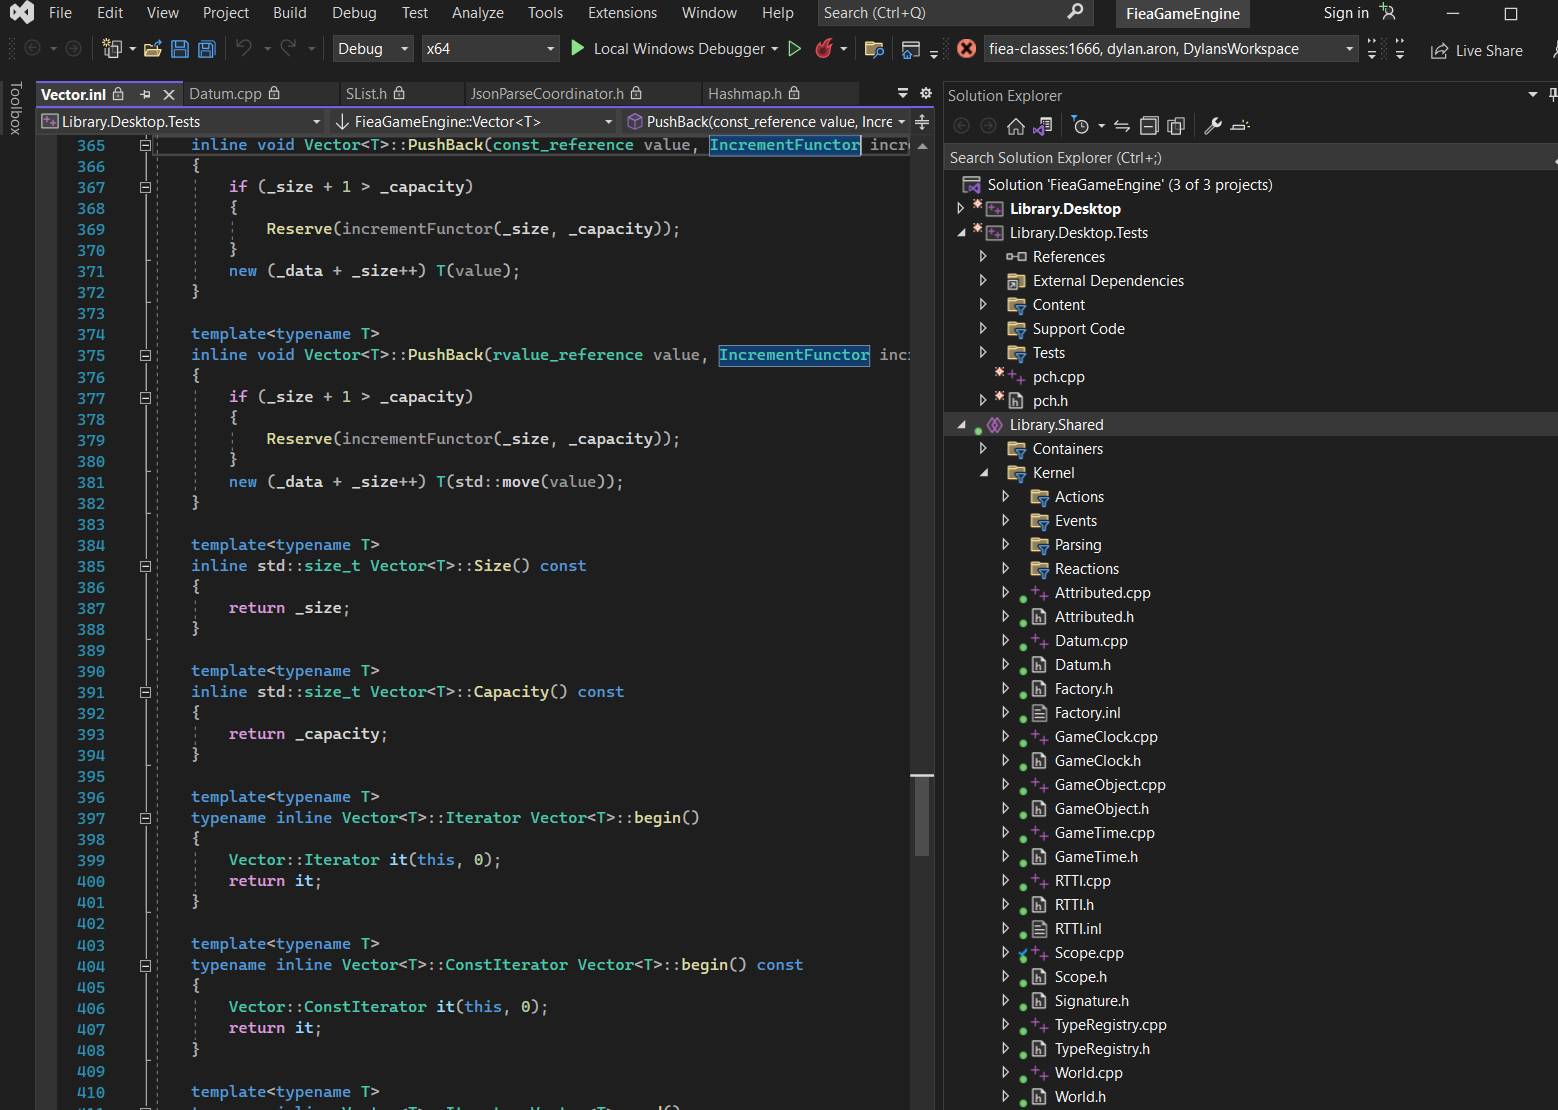 File Edit View Project Build Debug Test Analyze Tools Extensions Window Help Search (Ctrl+Q) FieaGameEngine Sign in
Debug x64 Local Windows Debugger fiea-classes:1666, dylan.aron, DylansWorkspace Live Share
Toolbox
Vector.inl Datum.cpp SList.h JsonParseCoordinator.h Hashmap.h
Library.Desktop.Tests FieaGameEngine::Vector<T> PushBack(const_reference value, Incre
365 inline void Vector<T>::PushBack(const_reference value, IncrementFunctor incre
366 {
367 if (_size + 1 > _capacity)
368 {
369 Reserve(incrementFunctor(_size, _capacity));
370 }
371 new (_data + _size++) T(value);
372 }
373
374 template<typename T>
375 inline void Vector<T>::PushBack(rvalue_reference value, IncrementFunctor inc
376 {
377 if (_size + 1 > _capacity)
378 {
379 Reserve(incrementFunctor(_size, _capacity));
380 }
381 new (_data + _size++) T(std::move(value));
382 }
383
384 template<typename T>
385 inline std::size_t Vector<T>::Size() const
386 {
387 return _size;
388 }
389
390 template<typename T>
391 inline std::size_t Vector<T>::Capacity() const
392 {
393 return _capacity;
394 }
395
396 template<typename T>
397 typename inline Vector<T>::Iterator Vector<T>::begin()
398 {
399 Vector::Iterator it(this, 0);
400 return it;
401 }
402
403 template<typename T>
404 typename inline Vector<T>::ConstIterator Vector<T>::begin() const
405 {
406 Vector::ConstIterator it(this, 0);
407 return it;
408 }
409
410 template<typename T>
Solution Explorer
Search Solution Explorer (Ctrl+;)
Solution 'FieaGameEngine' (3 of 3 projects)
Library.Desktop
Library.Desktop.Tests
References
External Dependencies
Content
Support Code
Tests
pch.cpp
pch.h
Library.Shared
Containers
Kernel
Actions
Events
Parsing
Reactions
Attributed.cpp
Attributed.h
Datum.cpp
Datum.h
Factory.h
Factory.inl
GameClock.cpp
GameClock.h
GameObject.cpp
GameObject.h
GameTime.cpp
GameTime.h
RTTI.cpp
RTTI.h
RTTI.inl
Scope.cpp
Scope.h
Signature.h
TypeRegistry.cpp
TypeRegistry.h
World.cpp
World.h